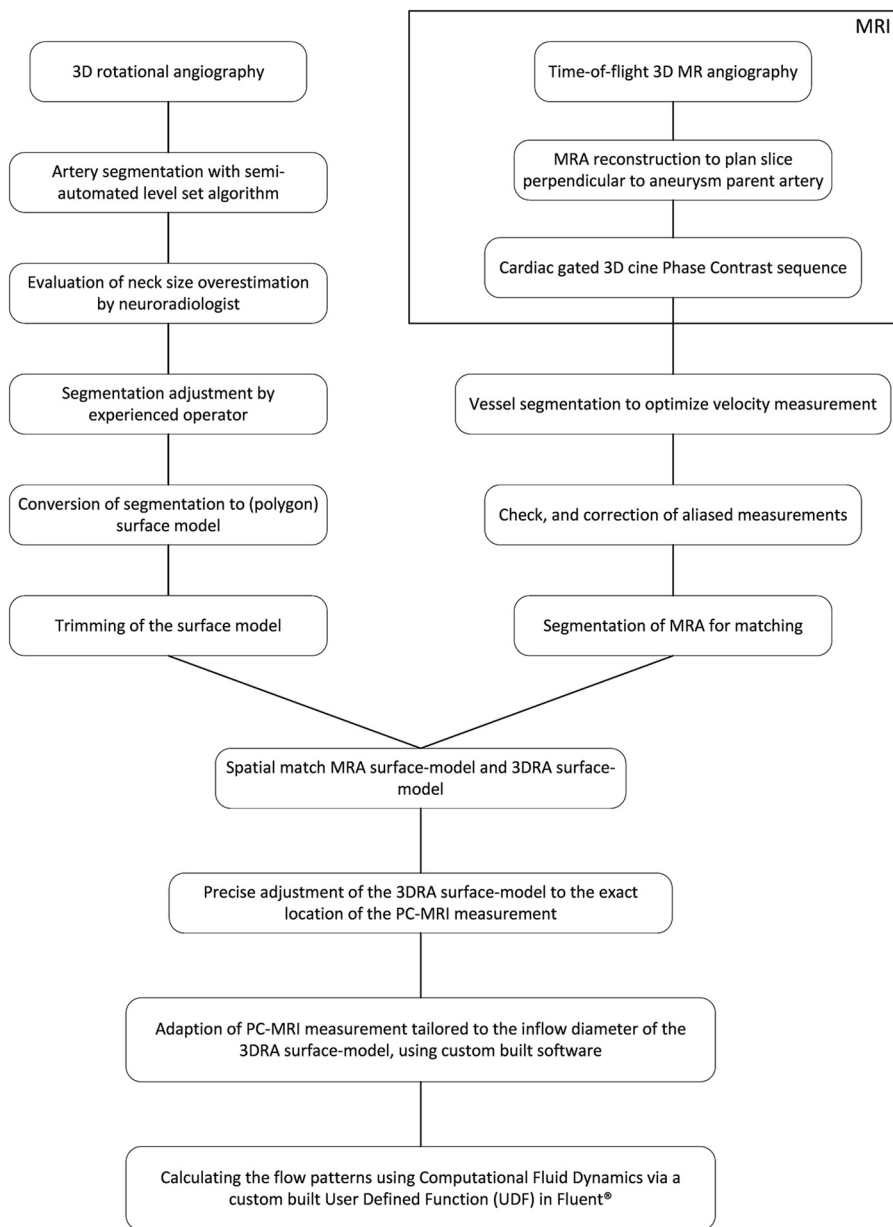 MRI
3D rotational angiography
Artery segmentation with semi-
automated level set algorithm
Evaluation of neck size overestimation
by neuroradiologist
Segmentation adjustment by
experienced operator
Conversion of segmentation to (polygon)
surface model
Trimming of the surface model
Time-of-flight 3D MR angiography
MRA reconstruction to plan slice
perpendicular to aneurysm parent artery
Cardiac gated 3D cine Phase Contrast sequence
Vessel segmentation to optimize velocity measurement
Check, and correction of aliased measurements
Segmentation of MRA for matching
Spatial match MRA surface-model and 3DRA surface-
model
Precise adjustment of the 3DRA surface-model to the exact
location of the PC-MRI measurement
Adaption of PC-MRI measurement tailored to the inflow diameter of the
3DRA surface-model, using custom built software
Calculating the flow patterns using Computational Fluid Dynamics via a
custom built User Defined Function (UDF) in Fluent®